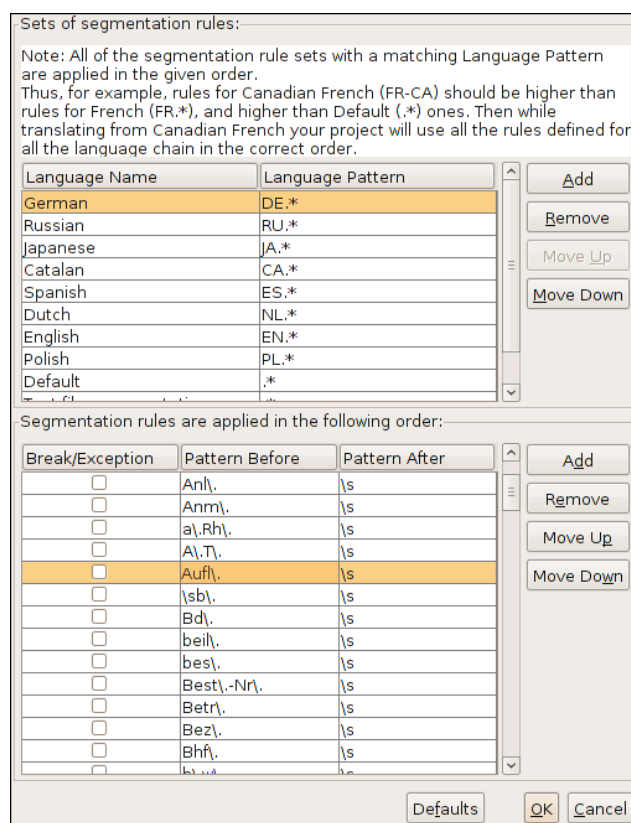 Sets of segmentation rules:
Note: All of the segmentation rule sets with a matching Language Pattern
are applied in the given order.
Thus, for example, rules for Canadian French (FR-CA) should be higher than
rules for French (FR.*), and higher than Default (.*) ones. Then while
translating from Canadian French your project will use all the rules defined for
all the language chain in the correct order.
Language Name Language Pattern Add
German DE.*
Russian RU.* Remove
Japanese JA.* Move Up
Catalan CA.*
Spanish ES.* Move Down
Dutch NL.*
English EN.*
Polish PL.*
Default .*
Segmentation rules are applied in the following order:
Break/Exception Pattern Before Pattern After Add
Anl\. \s
Anm\. \s Remove
a\.Rh\. \s
A\.T\. \s Move Up
Aufl\. \s Move Down
\sb\. \s
Bd\. \s
beil\. \s
bes\. \s
Best\.-Nr\. \s
Betr\. \s
Bez\. \s
Bhf\. \s
Defaults OK Cancel